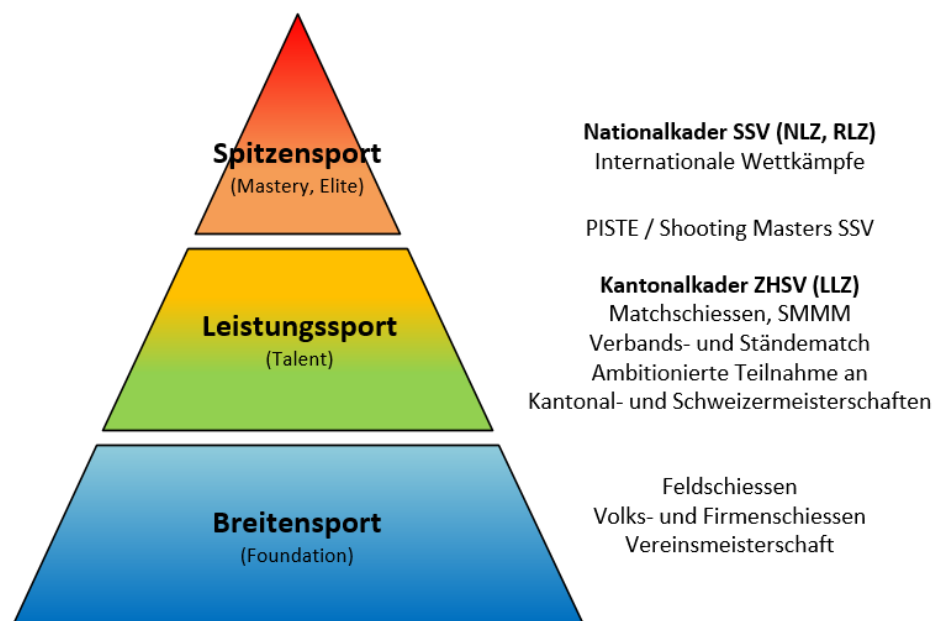 Spitzensport
(Mastery, Elite)
Nationalkader SSV (NLZ, RLZ)
Internationale Wettkämpfe
PISTE / Shooting Masters SSV
Leistungssport
(Talent)
Kantonalkader ZHSV (LLZ)
Matchschiessen, SMMM
Verbands- und Ständematch
Ambitionierte Teilnahme an
Kantonal- und Schweizermeisterschaften
Breitensport
(Foundation)
Feldschiessen
Volks- und Firmenschiessen
Vereinsmeisterschaft